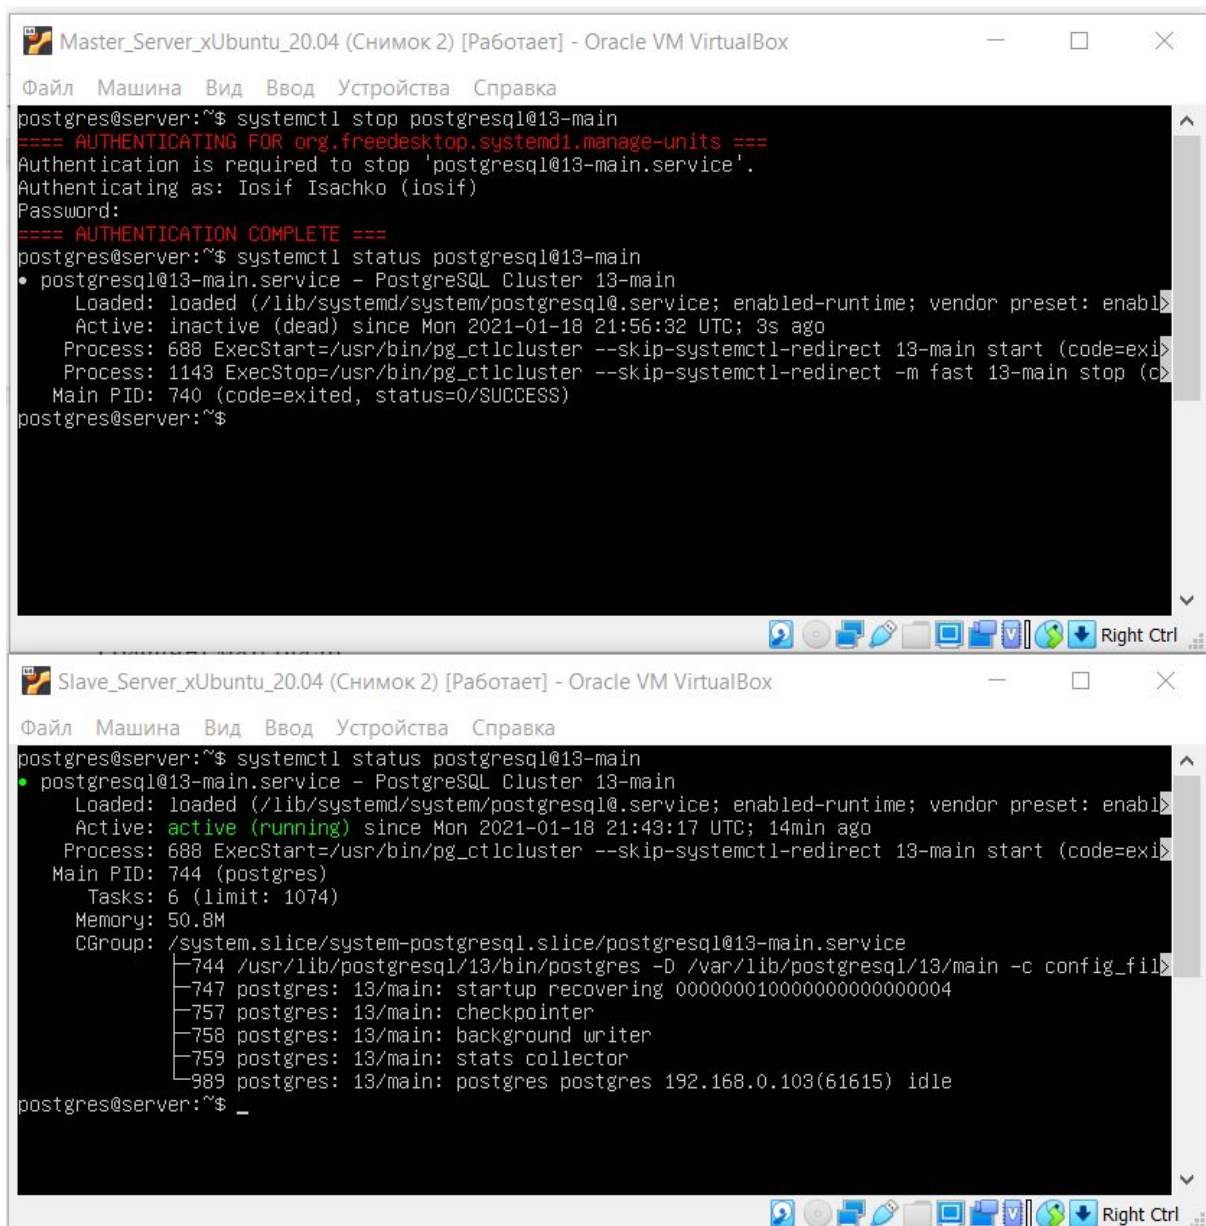 Master_Server_xUbuntu_20.04 (Снимок 2) [Работает] - Oracle VM VirtualBox
Файл Машина Вид Ввод Устройства Справка
postgres@server:~$ systemctl stop postgresql@13-main
==== AUTHENTICATING FOR org.freedesktop.systemd1.manage-units ===
Authentication is required to stop 'postgresql@13-main.service'.
Authenticating as: Iosif Isachko (iosif)
Password:
==== AUTHENTICATION COMPLETE ===
postgres@server:~$ systemctl status postgresql@13-main
● postgresql@13-main.service - PostgreSQL Cluster 13-main
Loaded: loaded (/lib/systemd/system/postgresql@.service; enabled-runtime; vendor preset: enabl>
Active: inactive (dead) since Mon 2021-01-18 21:56:32 UTC; 3s ago
Process: 688 ExecStart=/usr/bin/pg_ctlcluster --skip-systemctl-redirect 13-main start (code=exi>
Process: 1143 ExecStop=/usr/bin/pg_ctlcluster --skip-systemctl-redirect -m fast 13-main stop (c>
Main PID: 740 (code=exited, status=0/SUCCESS)
postgres@server:~$
Right Ctrl
Slave_Server_xUbuntu_20.04 (Снимок 2) [Работает] - Oracle VM VirtualBox
Файл Машина Вид Ввод Устройства Справка
postgres@server:~$ systemctl status postgresql@13-main
● postgresql@13-main.service - PostgreSQL Cluster 13-main
Loaded: loaded (/lib/systemd/system/postgresql@.service; enabled-runtime; vendor preset: enabl>
Active: active (running) since Mon 2021-01-18 21:43:17 UTC; 14min ago
Process: 688 ExecStart=/usr/bin/pg_ctlcluster --skip-systemctl-redirect 13-main start (code=exi>
Main PID: 744 (postgres)
Tasks: 6 (limit: 1074)
Memory: 50.8M
CGroup: /system.slice/system-postgresql.slice/postgresql@13-main.service
├─744 /usr/lib/postgresql/13/bin/postgres -D /var/lib/postgresql/13/main -c config_fil>
├─747 postgres: 13/main: startup recovering 000000010000000000000004
├─757 postgres: 13/main: checkpointer
├─758 postgres: 13/main: background writer
├─759 postgres: 13/main: stats collector
└─989 postgres: 13/main: postgres postgres 192.168.0.103(61615) idle
postgres@server:~$ _
Right Ctrl